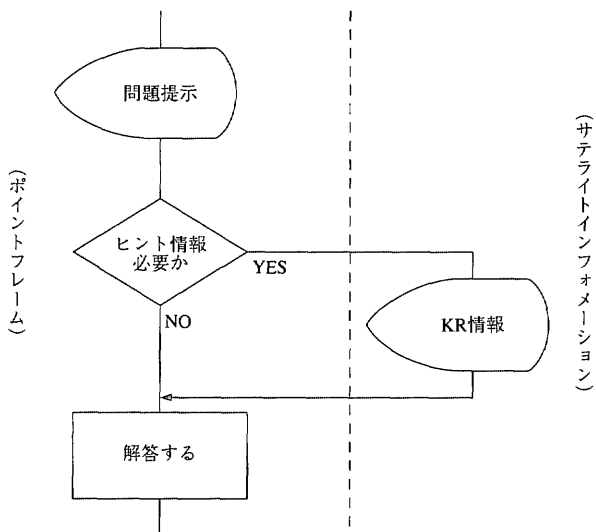 問題提示
(ポイントフレーム)
ヒント情報
必要か
YES
NO
KR情報
(サテライトインフォメーション)
解答する